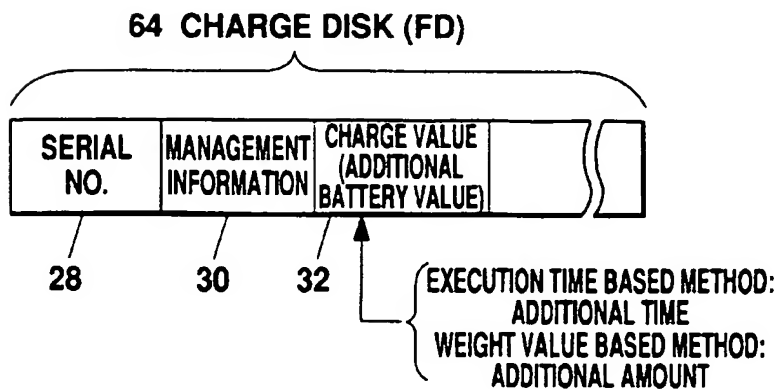 64 CHARGE DISK (FD)
SERIAL
NO.
MANAGEMENT
INFORMATION
CHARGE VALUE
(ADDITIONAL
BATTERY VALUE)
28
30
32
EXECUTION TIME BASED METHOD:
ADDITIONAL TIME
WEIGHT VALUE BASED METHOD:
ADDITIONAL AMOUNT